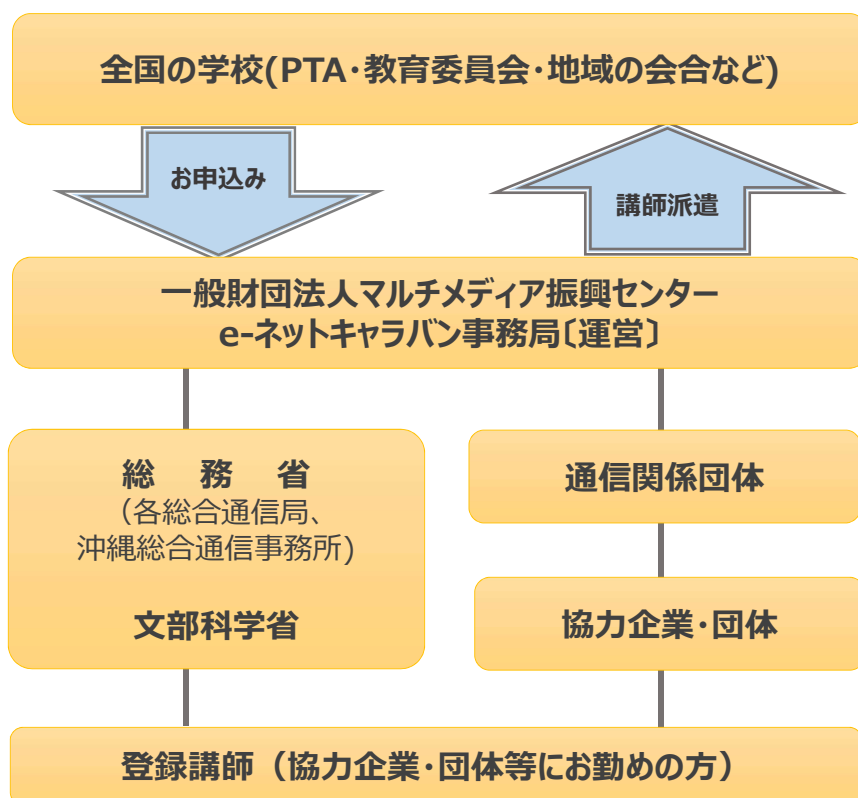 全国の学校(PTA・教育委員会・地域の会合など)
お申込み
講師派遣
一般財団法人マルチメディア振興センター
e-ネットキャラバン事務局〔運営〕
総　務　省
（各総合通信局、
沖縄総合通信事務所)
文部科学省
通信関係団体
協力企業・団体
登録講師（協力企業・団体等にお勤めの方）